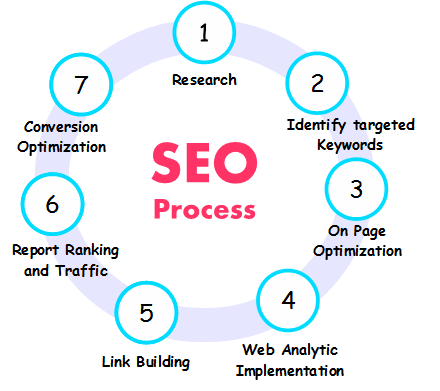 SEO
Process
1
Research
2
Identify targeted
Keywords
3
On Page
Optimization
4
Web Analytic
Implementation
5
Link Building
6
Report Ranking
and Traffic
7
Conversion
Optimization